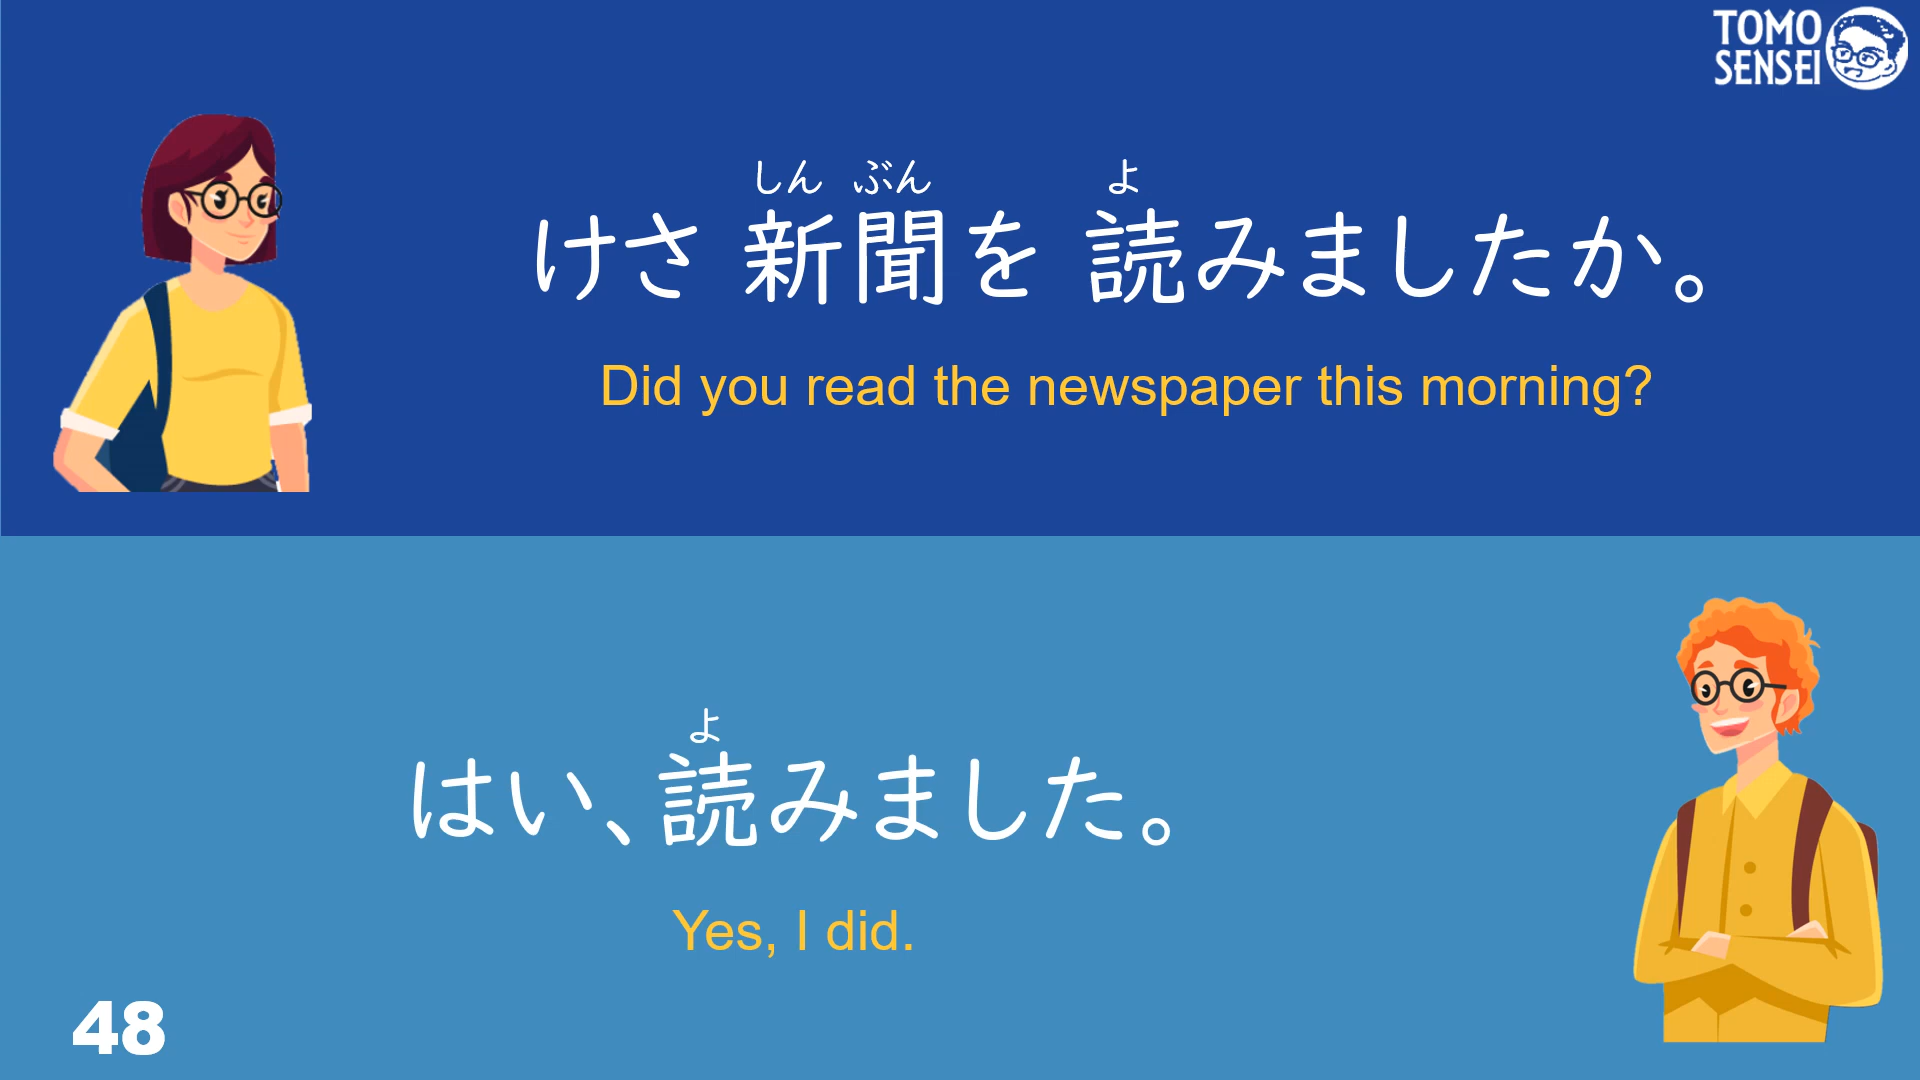 TOMO
SENSEI
しん ぶん よ
けさ 新聞を 読みましたか。
Did you read the newspaper this morning?
よ
はい、読みました。
Yes, I did.
48